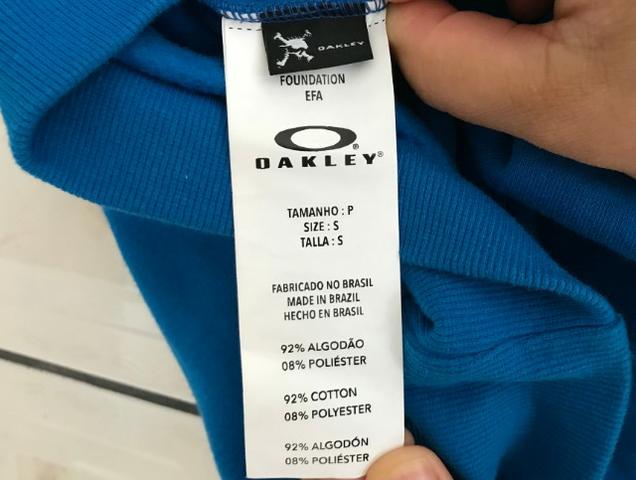 OAKLEY
FOUNDATION
EFA
OAKLEY®
TAMANHO : P
SIZE : S
TALLA : S
FABRICADO NO BRASIL
MADE IN BRAZIL
HECHO EN BRASIL
92% ALGODÃO
08% POLIÉSTER
92% COTTON
08% POLYESTER
92% ALGODÓN
08% POLIÉSTER